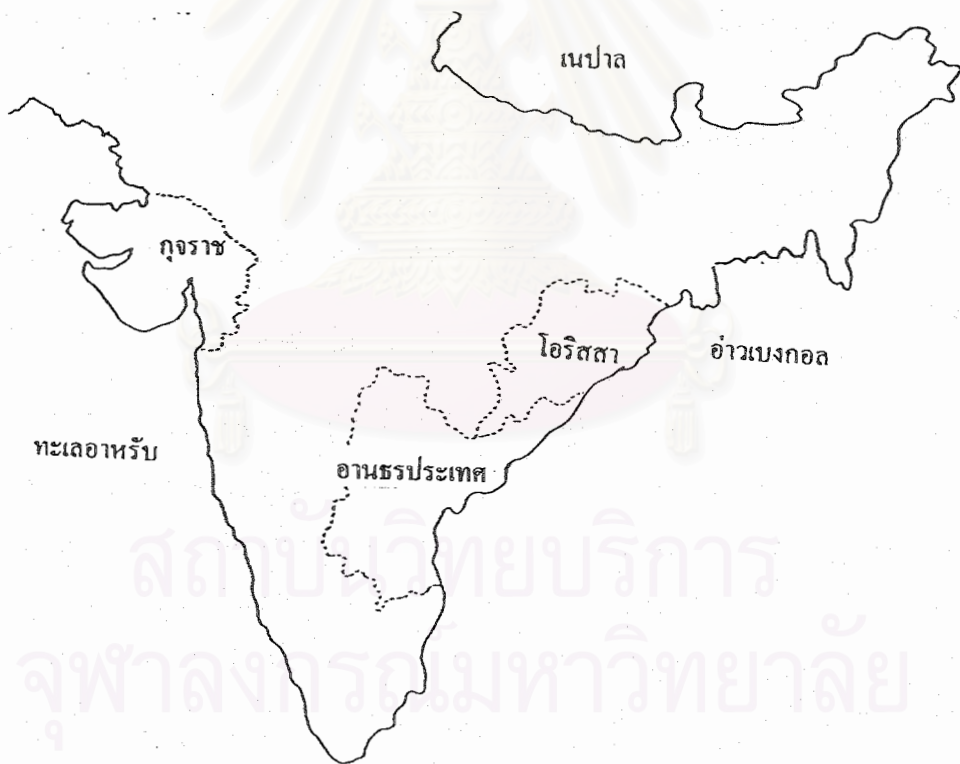 เนปาล
กุจราช
โอริสสา
อ่าวเบงกอล
ทะเลอาหรับ
อานธรประเทศ
สถาบันวิทยบริการ
จุฬาลงกรณ์มหาวิทยาลัย